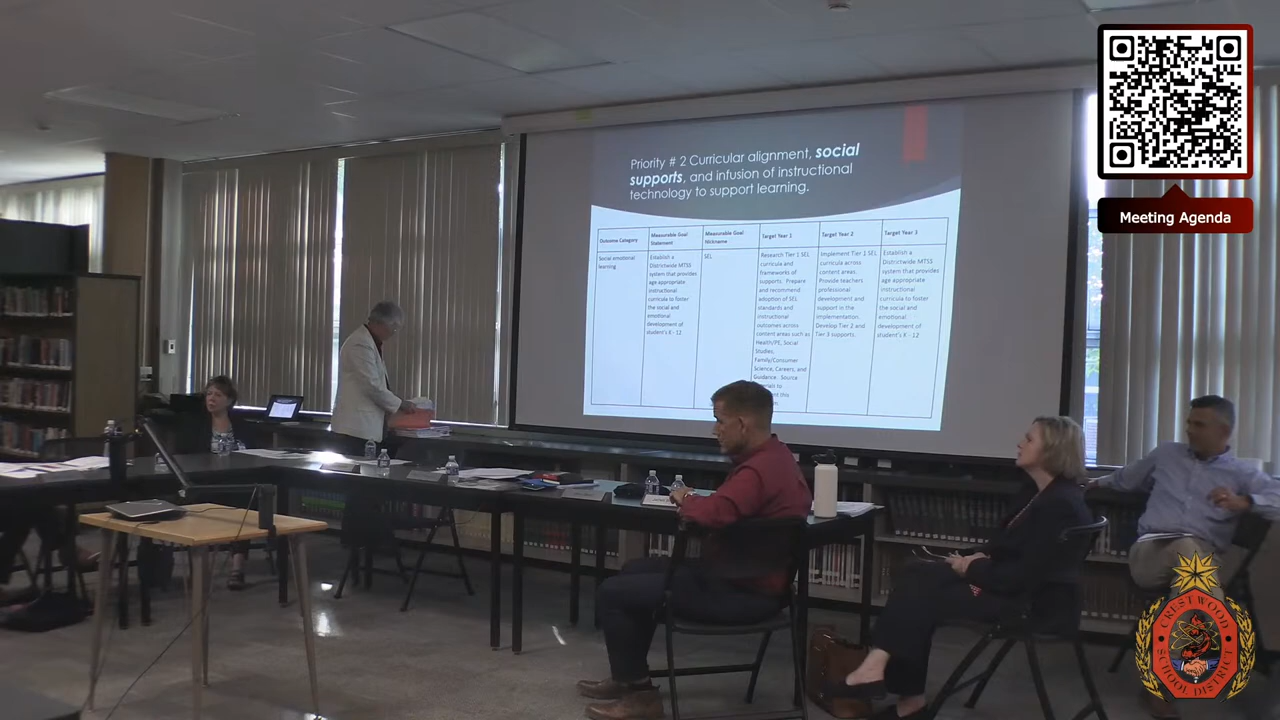 Priority # 2 Curricular alignment, social
supports, and infusion of instructional
technology to support learning.
Outcome Category
Measurable Goal
Statement
Measurable Goal
Nickname
Target Year 1
Target Year 2
Target Year 3
Social emotional
learning
Establish a
Districtwide MTSS
system that provides
age appropriate
instructional
curricula to foster
the social and
emotional
development of
student's K - 12
SEL
Research Tier 1 SEL
curricula and
frameworks of
supports. Prepare
and recommend
adoption of SEL
standards and
instructional
outcomes across
content areas such as
Health/PE, Social
Studies,
Family/Consumer
Science, Careers, and
Guidance. Source
Implement Tier 1 SEL
curricula across
content areas.
Provide teachers
professional
development and
support in the
implementation.
Develop Tier 2 and
Tier 3 supports.
Establish a
Districtwide MTSS
system that provides
age appropriate
instructional
curricula to foster
the social and
emotional
development of
student's K - 12
Meeting Agenda
CRESTWOOD
SCHOOL DISTRICT